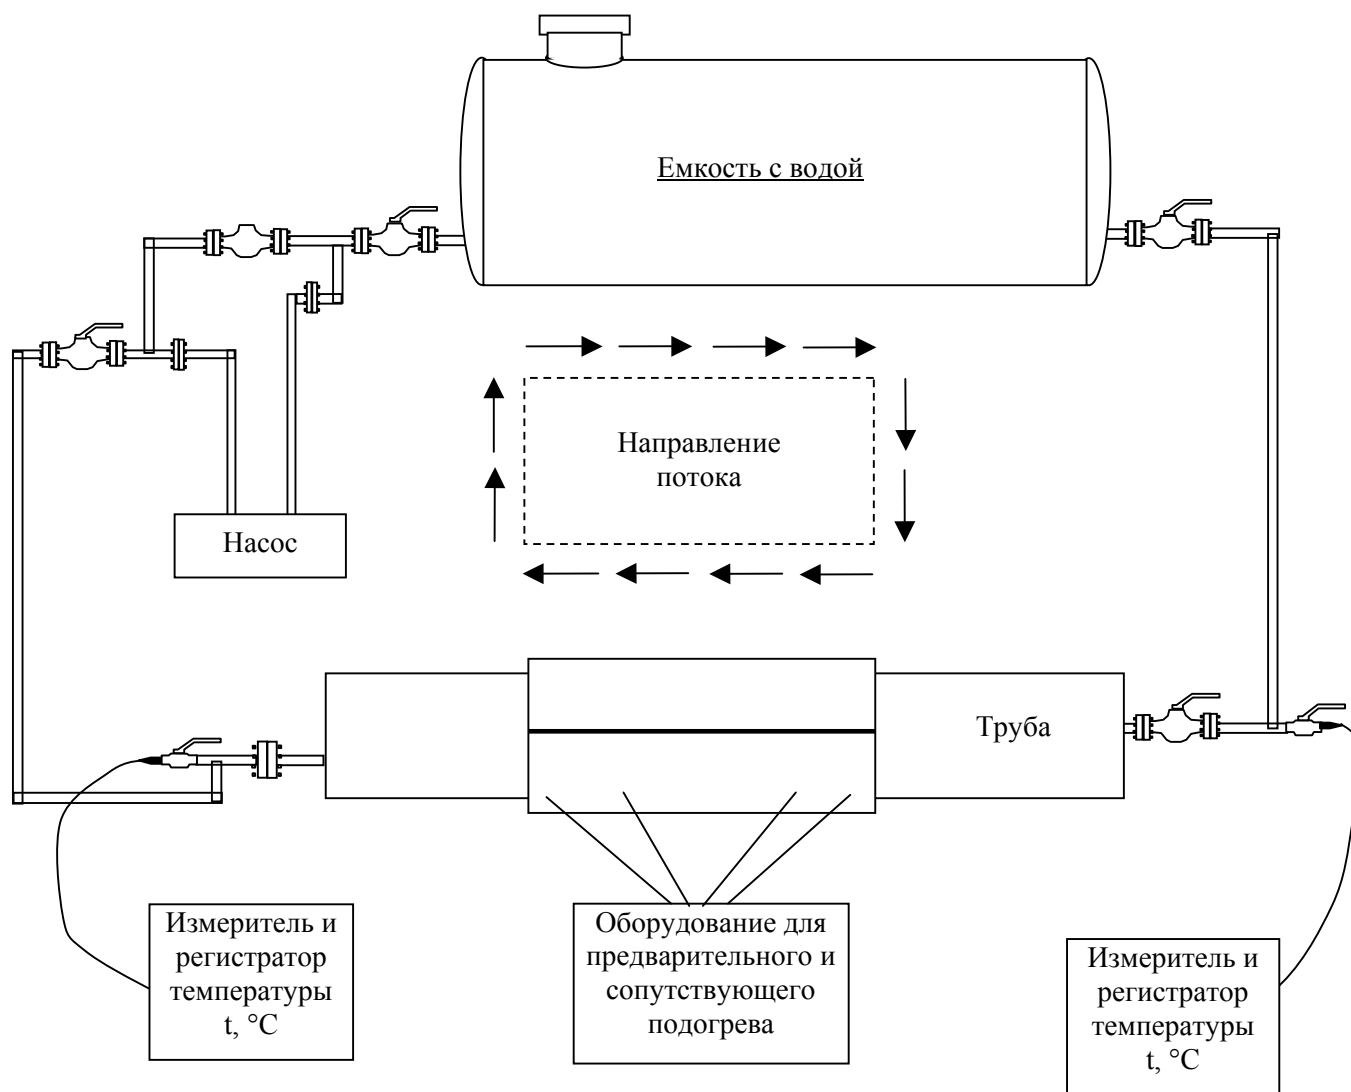 Емкость с водой
Направление
потока
Насос
Труба
Измеритель и
регистратор
температуры
t, °C
Оборудование для
предварительного и
сопутствующего
подогрева
Измеритель и
регистратор
температуры
t, °C